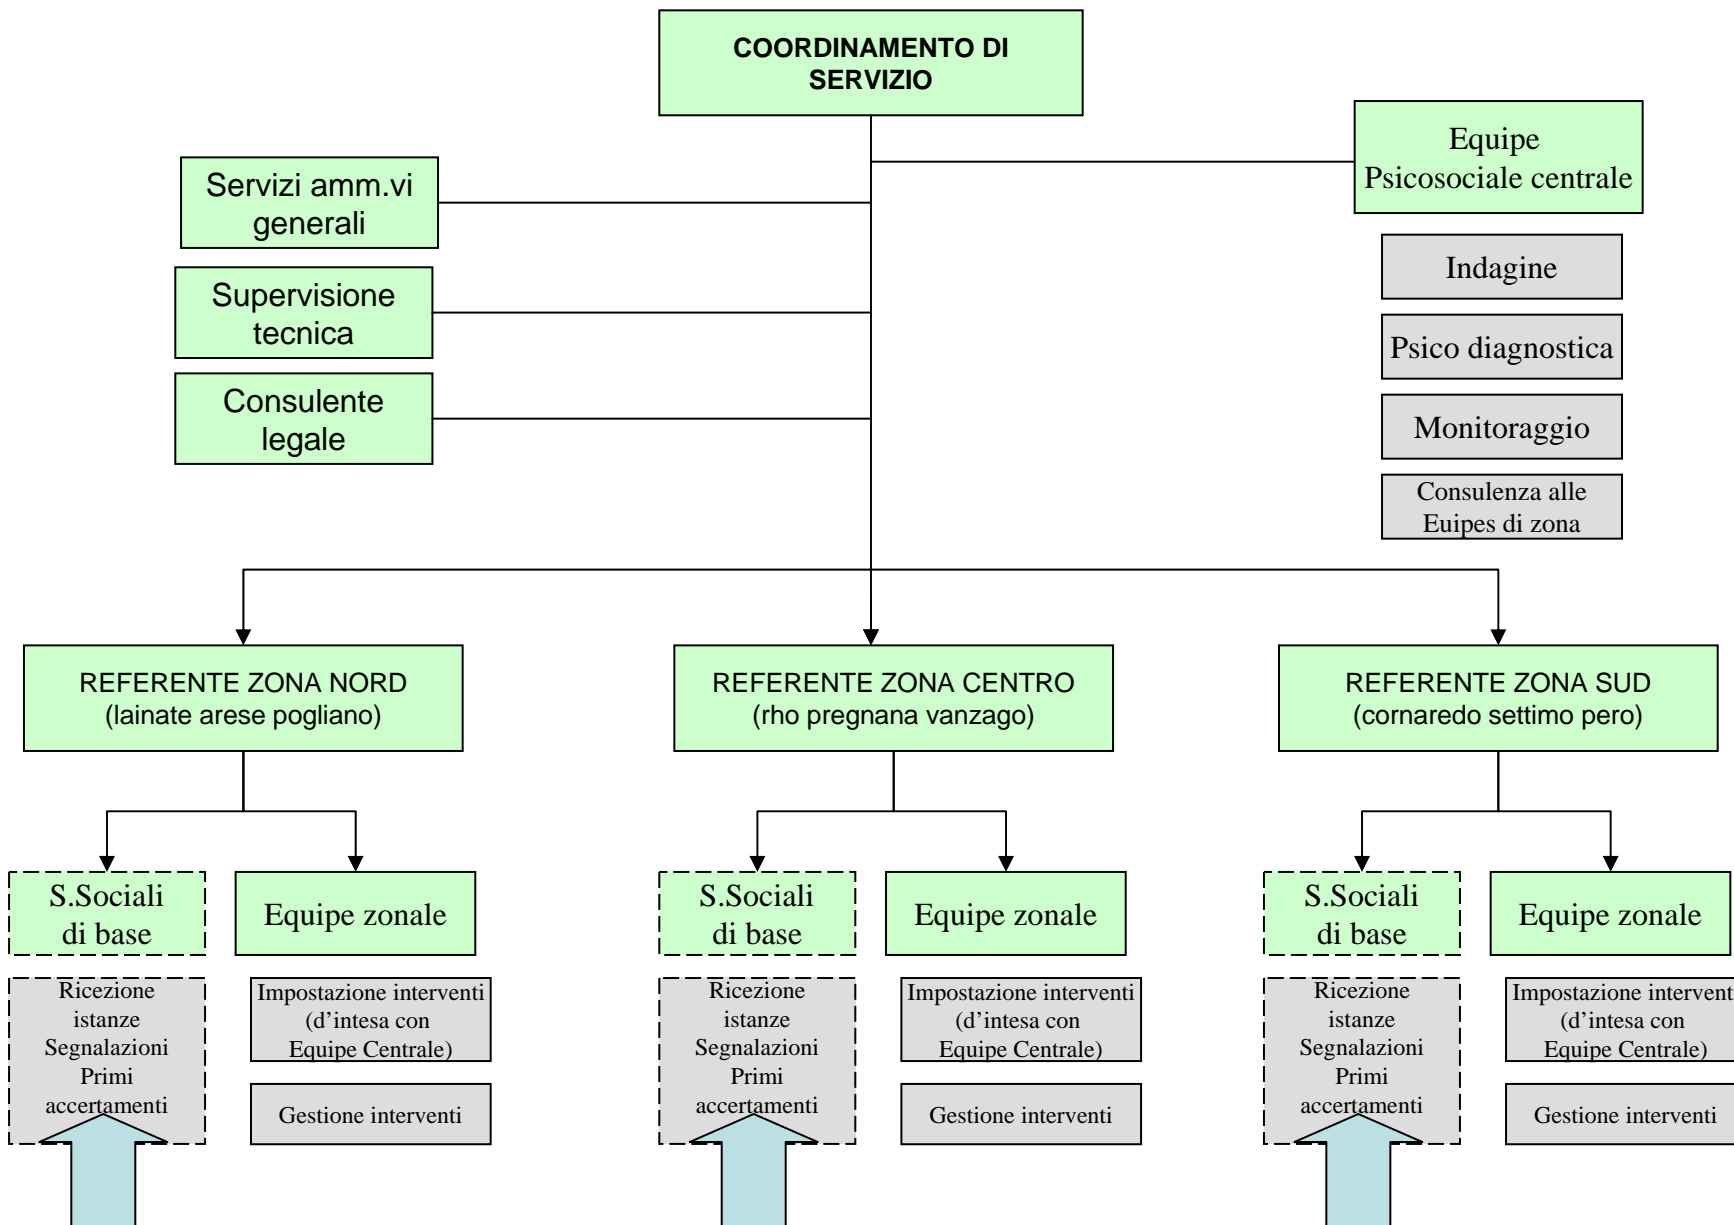 COORDINAMENTO DI
SERVIZIO
Equipe
Psicosociale centrale
Servizi amm.vi
generali
Indagine
Supervisione
tecnica
Psico diagnostica
Consulente
legale
Monitoraggio
Consulenza alle
Euipes di zona
REFERENTE ZONA NORD
(lainate arese pogliano)
REFERENTE ZONA CENTRO
(rho pregnana vanzago)
REFERENTE ZONA SUD
(cornaredo settimo pero)
S.Sociali
di base
Equipe zonale
S.Sociali
di base
Equipe zonale
S.Sociali
di base
Equipe zonale
Ricezione
istanze
Segnalazioni
Primi
accertamenti
Impostazione interventi
(d’intesa con
Equipe Centrale)
Gestione interventi
Ricezione
istanze
Segnalazioni
Primi
accertamenti
Impostazione interventi
(d’intesa con
Equipe Centrale)
Gestione interventi
Ricezione
istanze
Segnalazioni
Primi
accertamenti
Impostazione intervent
(d’intesa con
Equipe Centrale)
Gestione interventi